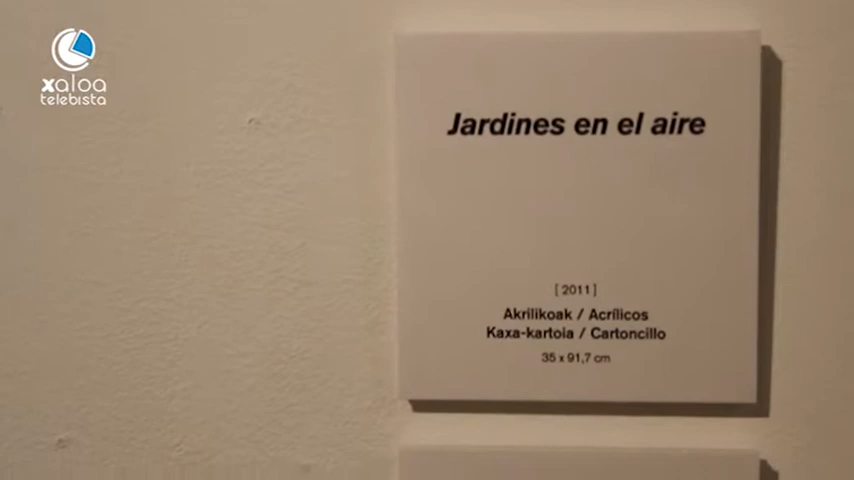 xaloa
telebista
Jardines en el aire
[ 2011 ]
Akrilikoak / Acrílicos
Kaxa-kartoia / Cartoncillo
35 x 91,7 cm